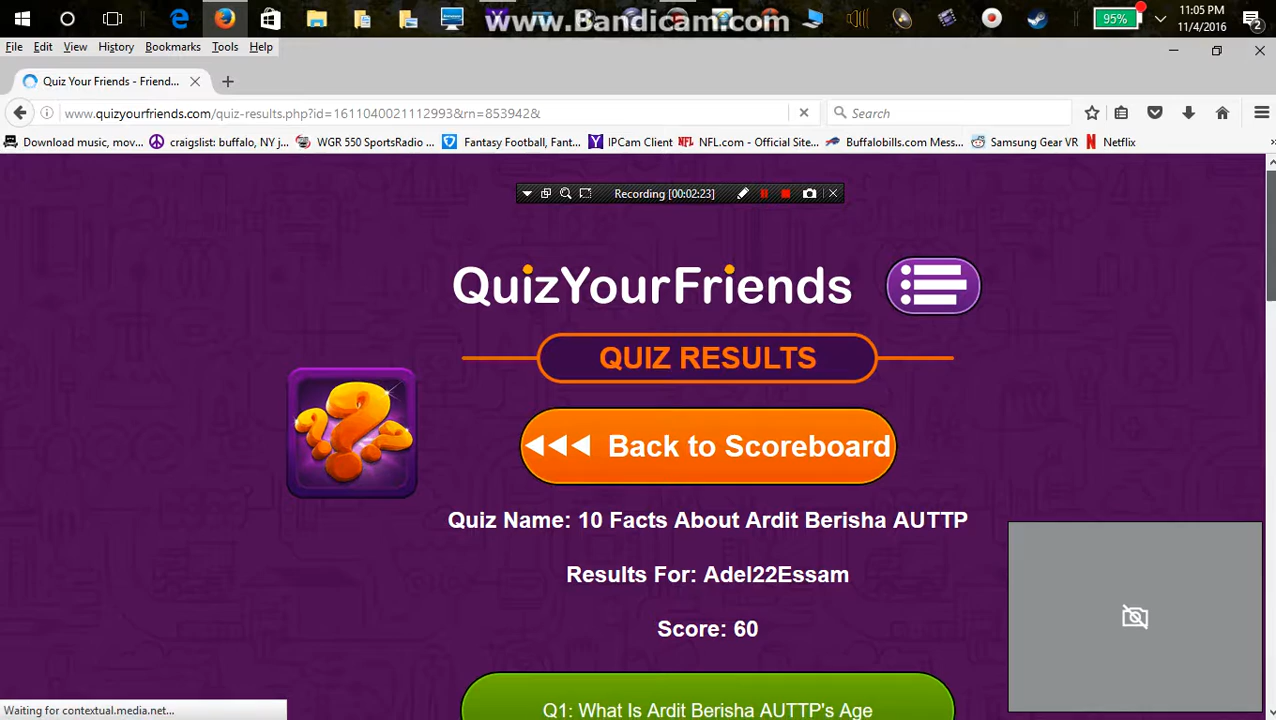 www.Bandicam.com
95%
11:05 PM
11/4/2016
2
File Edit View History Bookmarks Tools Help
Quiz Your Friends - Friend...
www.quizyourfriends.com/quiz-results.php?id=1611040021112993&rn=853942&
Search
Download music, mov... craigslist: buffalo, NY j... WGR 550 SportsRadio ... Fantasy Football, Fant... IPCam Client NFL.com - Official Site... Buffalobills.com Mess... Samsung Gear VR Netflix
Recording [00:02:23]
QuizYourFriends
QUIZ RESULTS
Back to Scoreboard
Quiz Name: 10 Facts About Ardit Berisha AUTTP
Results For: Adel22Essam
Score: 60
Q1: What Is Ardit Berisha AUTTP's Age
Waiting for contextual.media.net...